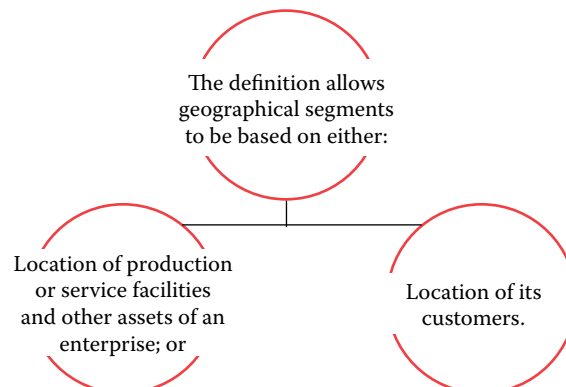 The definition allows
geographical segments
to be based on either:
Location of production
or service facilities
and other assets of an
enterprise; or
Location of its
customers.